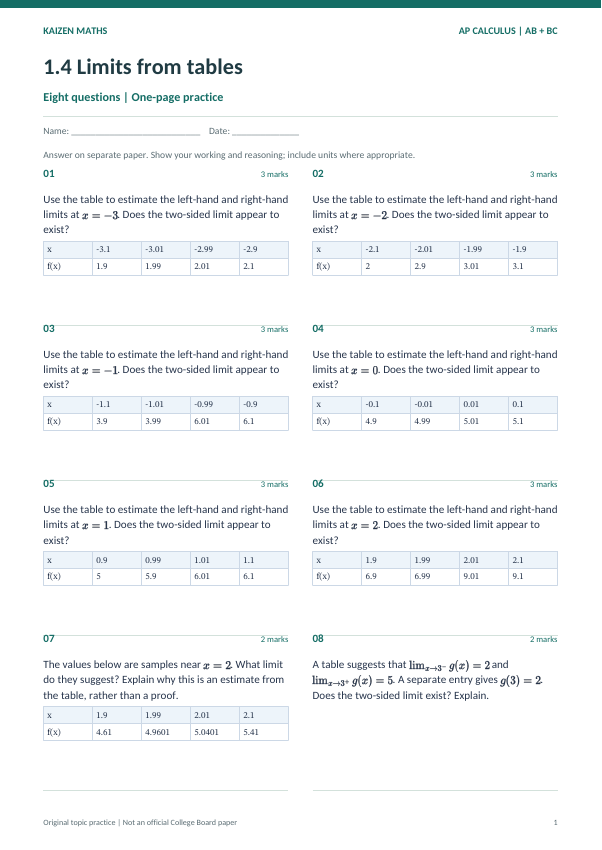 KAIZEN MATHS
AP CALCULUS | AB + BC
1.4 Limits from tables
Eight questions | One-page practice
Name: ______________________________ Date: _____________
Answer on separate paper. Show your working and reasoning; include units where appropriate.
01 3 marks
Use the table to estimate the left-hand and right-hand
limits at x = −3. Does the two-sided limit appear to
exist?
x -3.1 -3.01 -2.99 -2.9
f(x) 1.9 1.99 2.01 2.1
02 3 marks
Use the table to estimate the left-hand and right-hand
limits at x = −2. Does the two-sided limit appear to
exist?
x -2.1 -2.01 -1.99 -1.9
f(x) 2 2.9 3.01 3.1
03 3 marks
Use the table to estimate the left-hand and right-hand
limits at x = −1. Does the two-sided limit appear to
exist?
x -1.1 -1.01 -0.99 -0.9
f(x) 3.9 3.99 6.01 6.1
04 3 marks
Use the table to estimate the left-hand and right-hand
limits at x = 0. Does the two-sided limit appear to
exist?
x -0.1 -0.01 0.01 0.1
f(x) 4.9 4.99 5.01 5.1
05 3 marks
Use the table to estimate the left-hand and right-hand
limits at x = 1. Does the two-sided limit appear to
exist?
x 0.9 0.99 1.01 1.1
f(x) 5 5.9 6.01 6.1
06 3 marks
Use the table to estimate the left-hand and right-hand
limits at x = 2. Does the two-sided limit appear to
exist?
x 1.9 1.99 2.01 2.1
f(x) 6.9 6.99 9.01 9.1
07 2 marks
The values below are samples near x = 2. What limit
do they suggest? Explain why this is an estimate from
the table, rather than a proof.
x 1.9 1.99 2.01 2.1
f(x) 4.61 4.9601 5.0401 5.41
08 2 marks
A table suggests that lim x→3⁻ g(x) = 2 and
lim x→3⁺ g(x) = 5. A separate entry gives g(3) = 2.
Does the two-sided limit exist? Explain.
Original topic practice | Not an official College Board paper
1